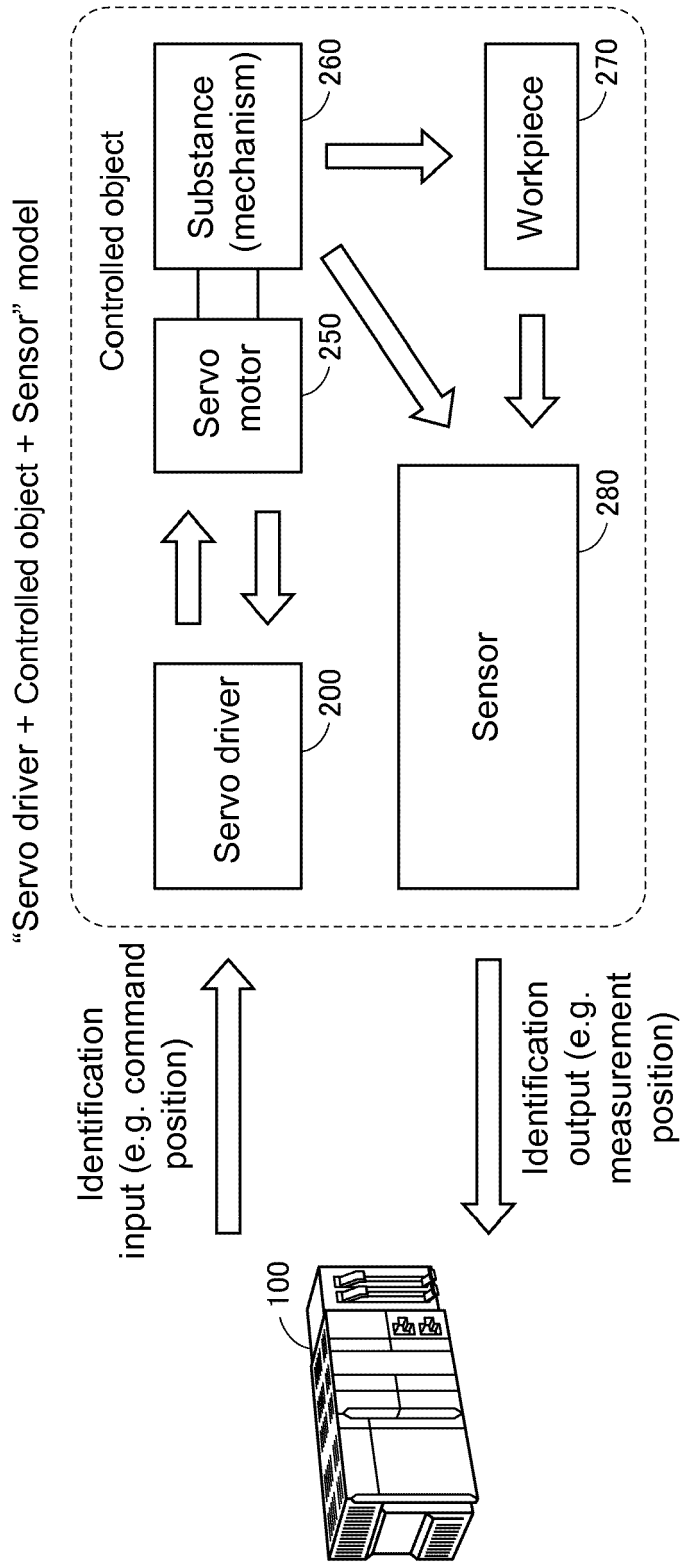 “Servo driver + Controlled object + Sensor” model
Controlled object
Identification
input (e.g. command
position)
100
Servo driver
200
Servo
motor
250
Substance
(mechanism)
260
Identification
output (e.g.
measurement
position)
Sensor
280
Workpiece
270